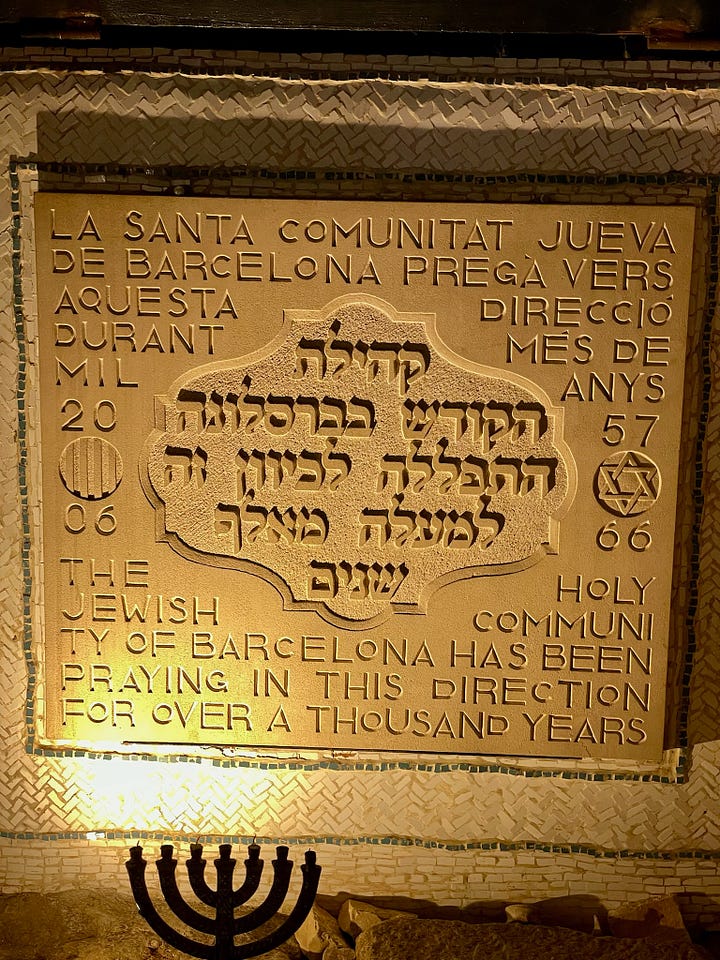 LA SANTA COMUNITAT JUEVA
DE BARCELONA PREGÀ VERS
AQUESTA DIRECCIÓ
DURANT MÉS DE
MIL ANYS
קהילת
הקודש בברסלונה
התפללה לכיוון זה
למעלה מאלף
שנים
20 57
06 66
THE HOLY
JEWISH COMMUNI
TY OF BARCELONA HAS BEEN
PRAYING IN THIS DIRECTION
FOR OVER A THOUSAND YEARS